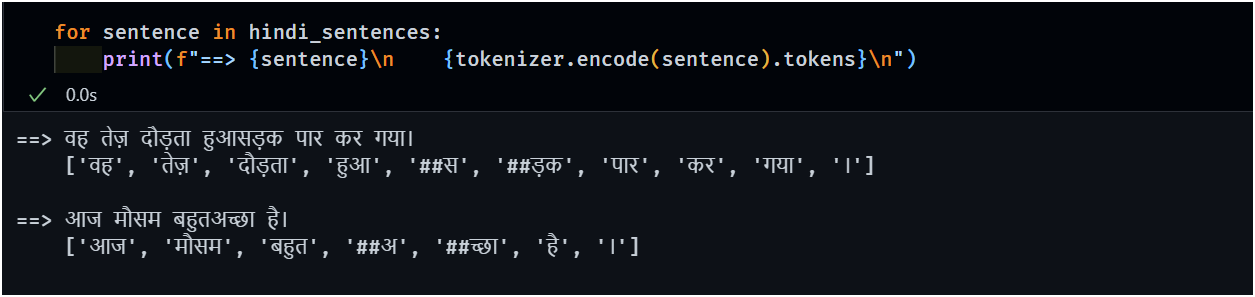 for sentence in hindi_sentences:
print(f"==> {sentence}\n    {tokenizer.encode(sentence).tokens}\n")
0.0s
==> वह तेज़ दौड़ता हुआसड़क पार कर गया।
['वह', 'तेज़', 'दौड़ता', 'हुआ', '##स', '##ड़क', 'पार', 'कर', 'गया', '।']
==> आज मौसम बहुतअच्छा है।
['आज', 'मौसम', 'बहुत', '##अ', '##च्छा', 'है', '।']